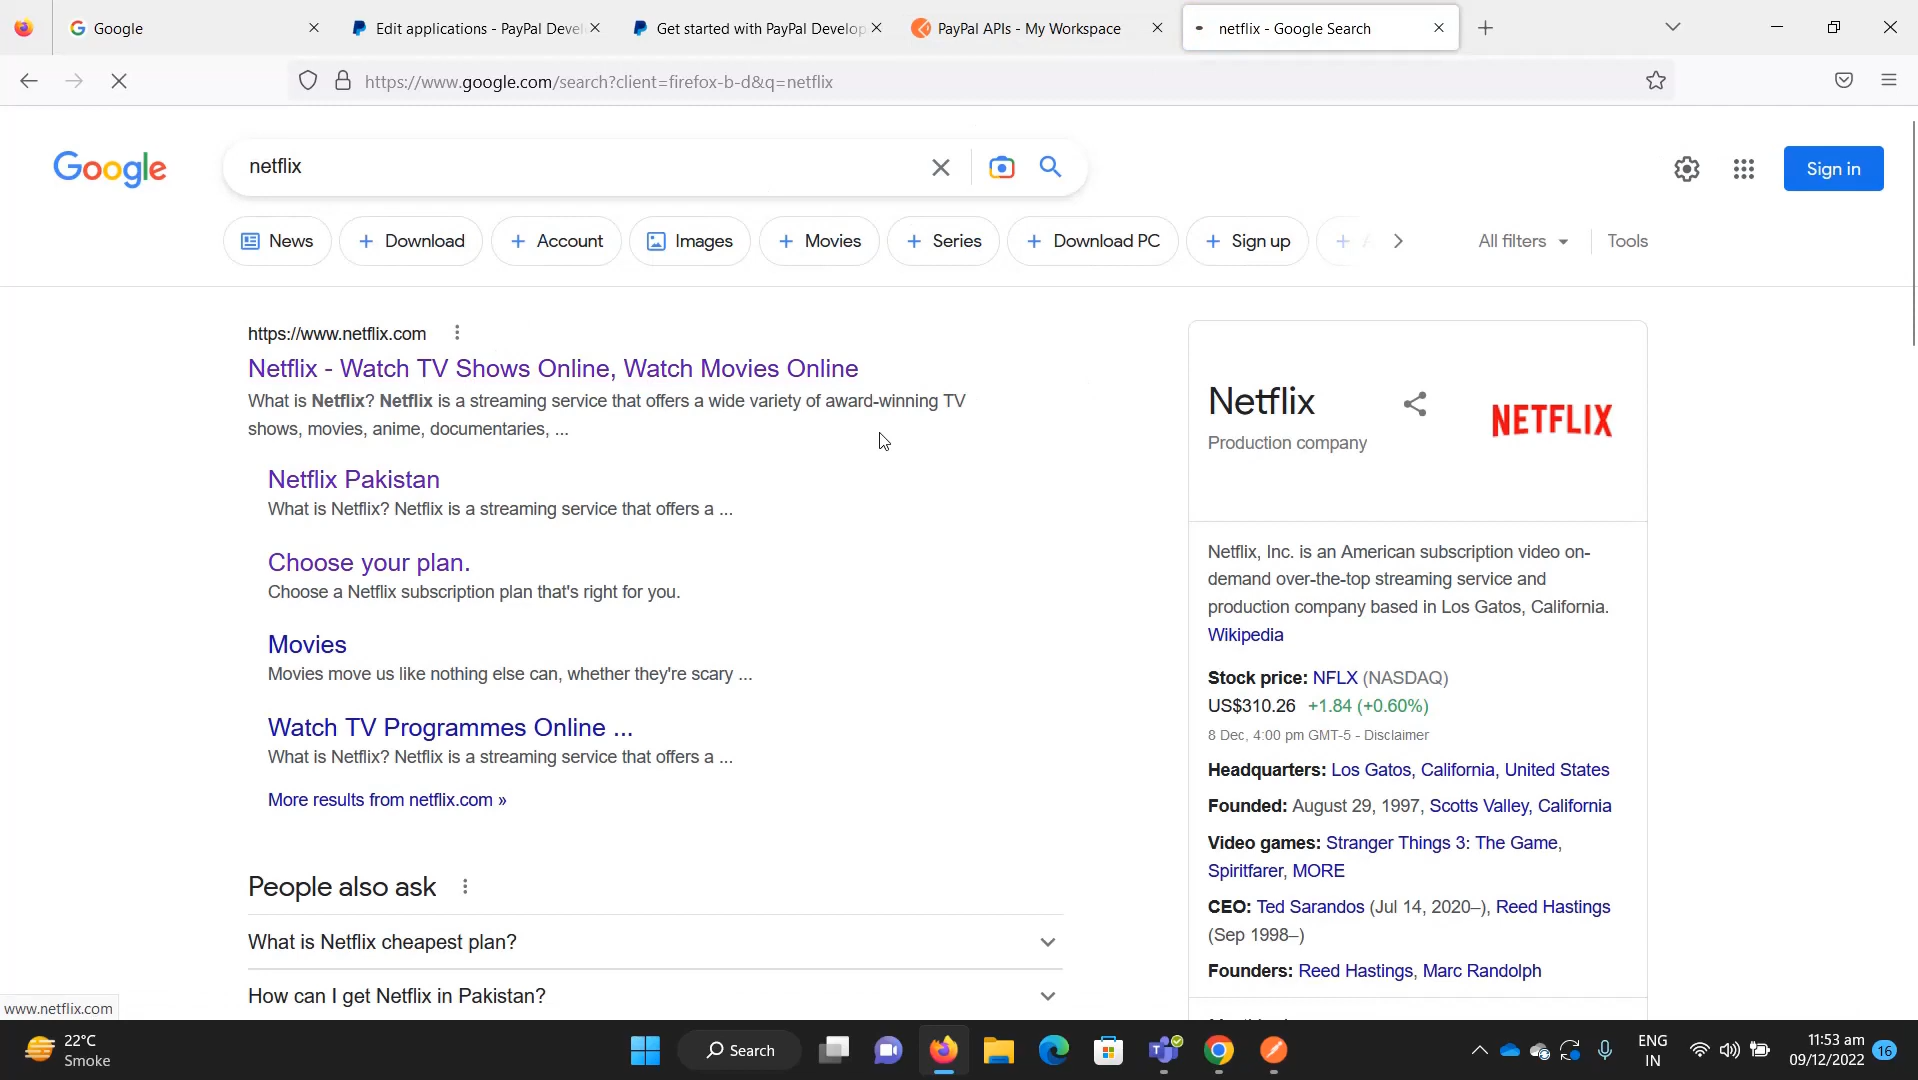 Google
Edit applications - PayPal Devel
Get started with PayPal Develop
PayPal APIs - My Workspace
netflix - Google Search
https://www.google.com/search?client=firefox-b-d&q=netflix
Google
netflix
Sign in
News
Download
Account
Images
Movies
Series
Download PC
Sign up
All filters
Tools
https://www.netflix.com
Netflix - Watch TV Shows Online, Watch Movies Online
What is Netflix? Netflix is a streaming service that offers a wide variety of award-winning TV
shows, movies, anime, documentaries, ...
Netflix Pakistan
What is Netflix? Netflix is a streaming service that offers a ...
Choose your plan.
Choose a Netflix subscription plan that's right for you.
Movies
Movies move us like nothing else can, whether they're scary ...
Watch TV Programmes Online ...
What is Netflix? Netflix is a streaming service that offers a ...
More results from netflix.com »
People also ask
What is Netflix cheapest plan?
How can I get Netflix in Pakistan?
Netflix
Production company
NETFLIX
Netflix, Inc. is an American subscription video on-
demand over-the-top streaming service and
production company based in Los Gatos, California.
Wikipedia
Stock price: NFLX (NASDAQ)
US$310.26 +1.84 (+0.60%)
8 Dec, 4:00 pm GMT-5 - Disclaimer
Headquarters: Los Gatos, California, United States
Founded: August 29, 1997, Scotts Valley, California
Video games: Stranger Things 3: The Game,
Spiritfarer, MORE
CEO: Ted Sarandos (Jul 14, 2020–), Reed Hastings
(Sep 1998–)
Founders: Reed Hastings, Marc Randolph
www.netflix.com
22°C
Smoke
Search
ENG
IN
11:53 am
09/12/2022
16